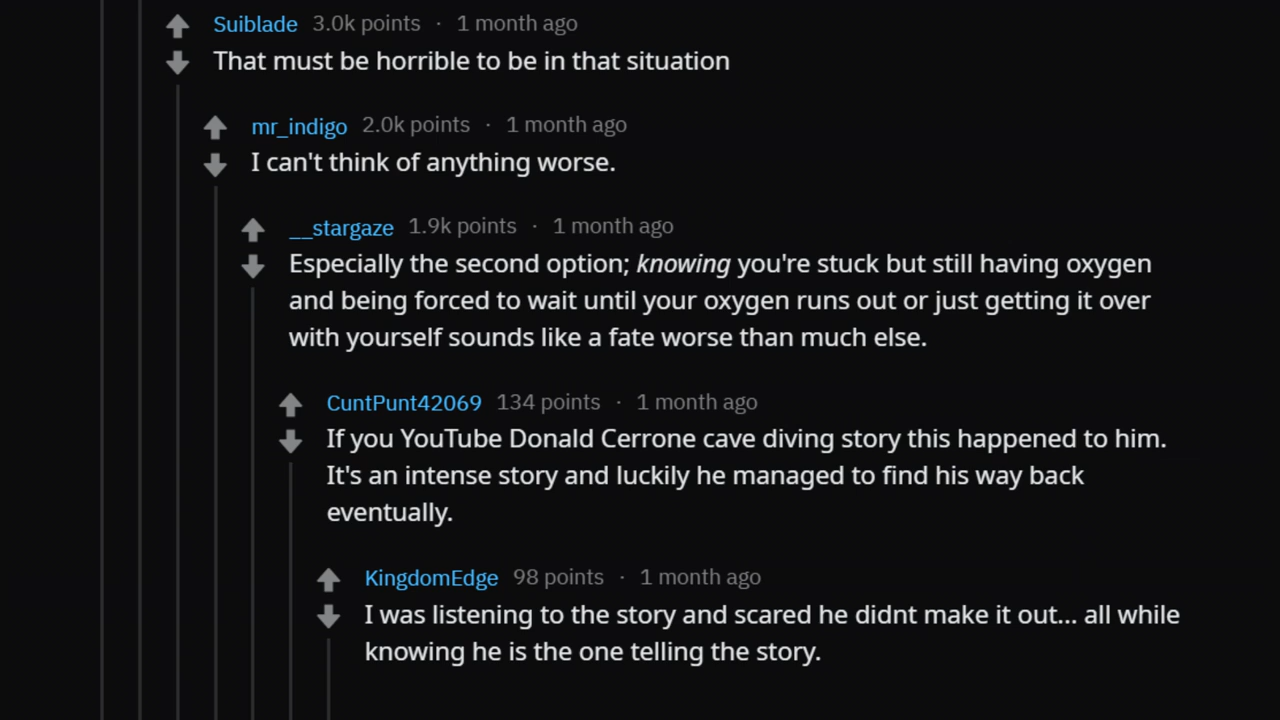 Suiblade 3.0k points · 1 month ago
That must be horrible to be in that situation
mr_indigo 2.0k points · 1 month ago
I can't think of anything worse.
__stargaze 1.9k points · 1 month ago
Especially the second option; knowing you're stuck but still having oxygen
and being forced to wait until your oxygen runs out or just getting it over
with yourself sounds like a fate worse than much else.
CuntPunt42069 134 points · 1 month ago
If you YouTube Donald Cerrone cave diving story this happened to him.
It's an intense story and luckily he managed to find his way back
eventually.
KingdomEdge 98 points · 1 month ago
I was listening to the story and scared he didnt make it out... all while
knowing he is the one telling the story.